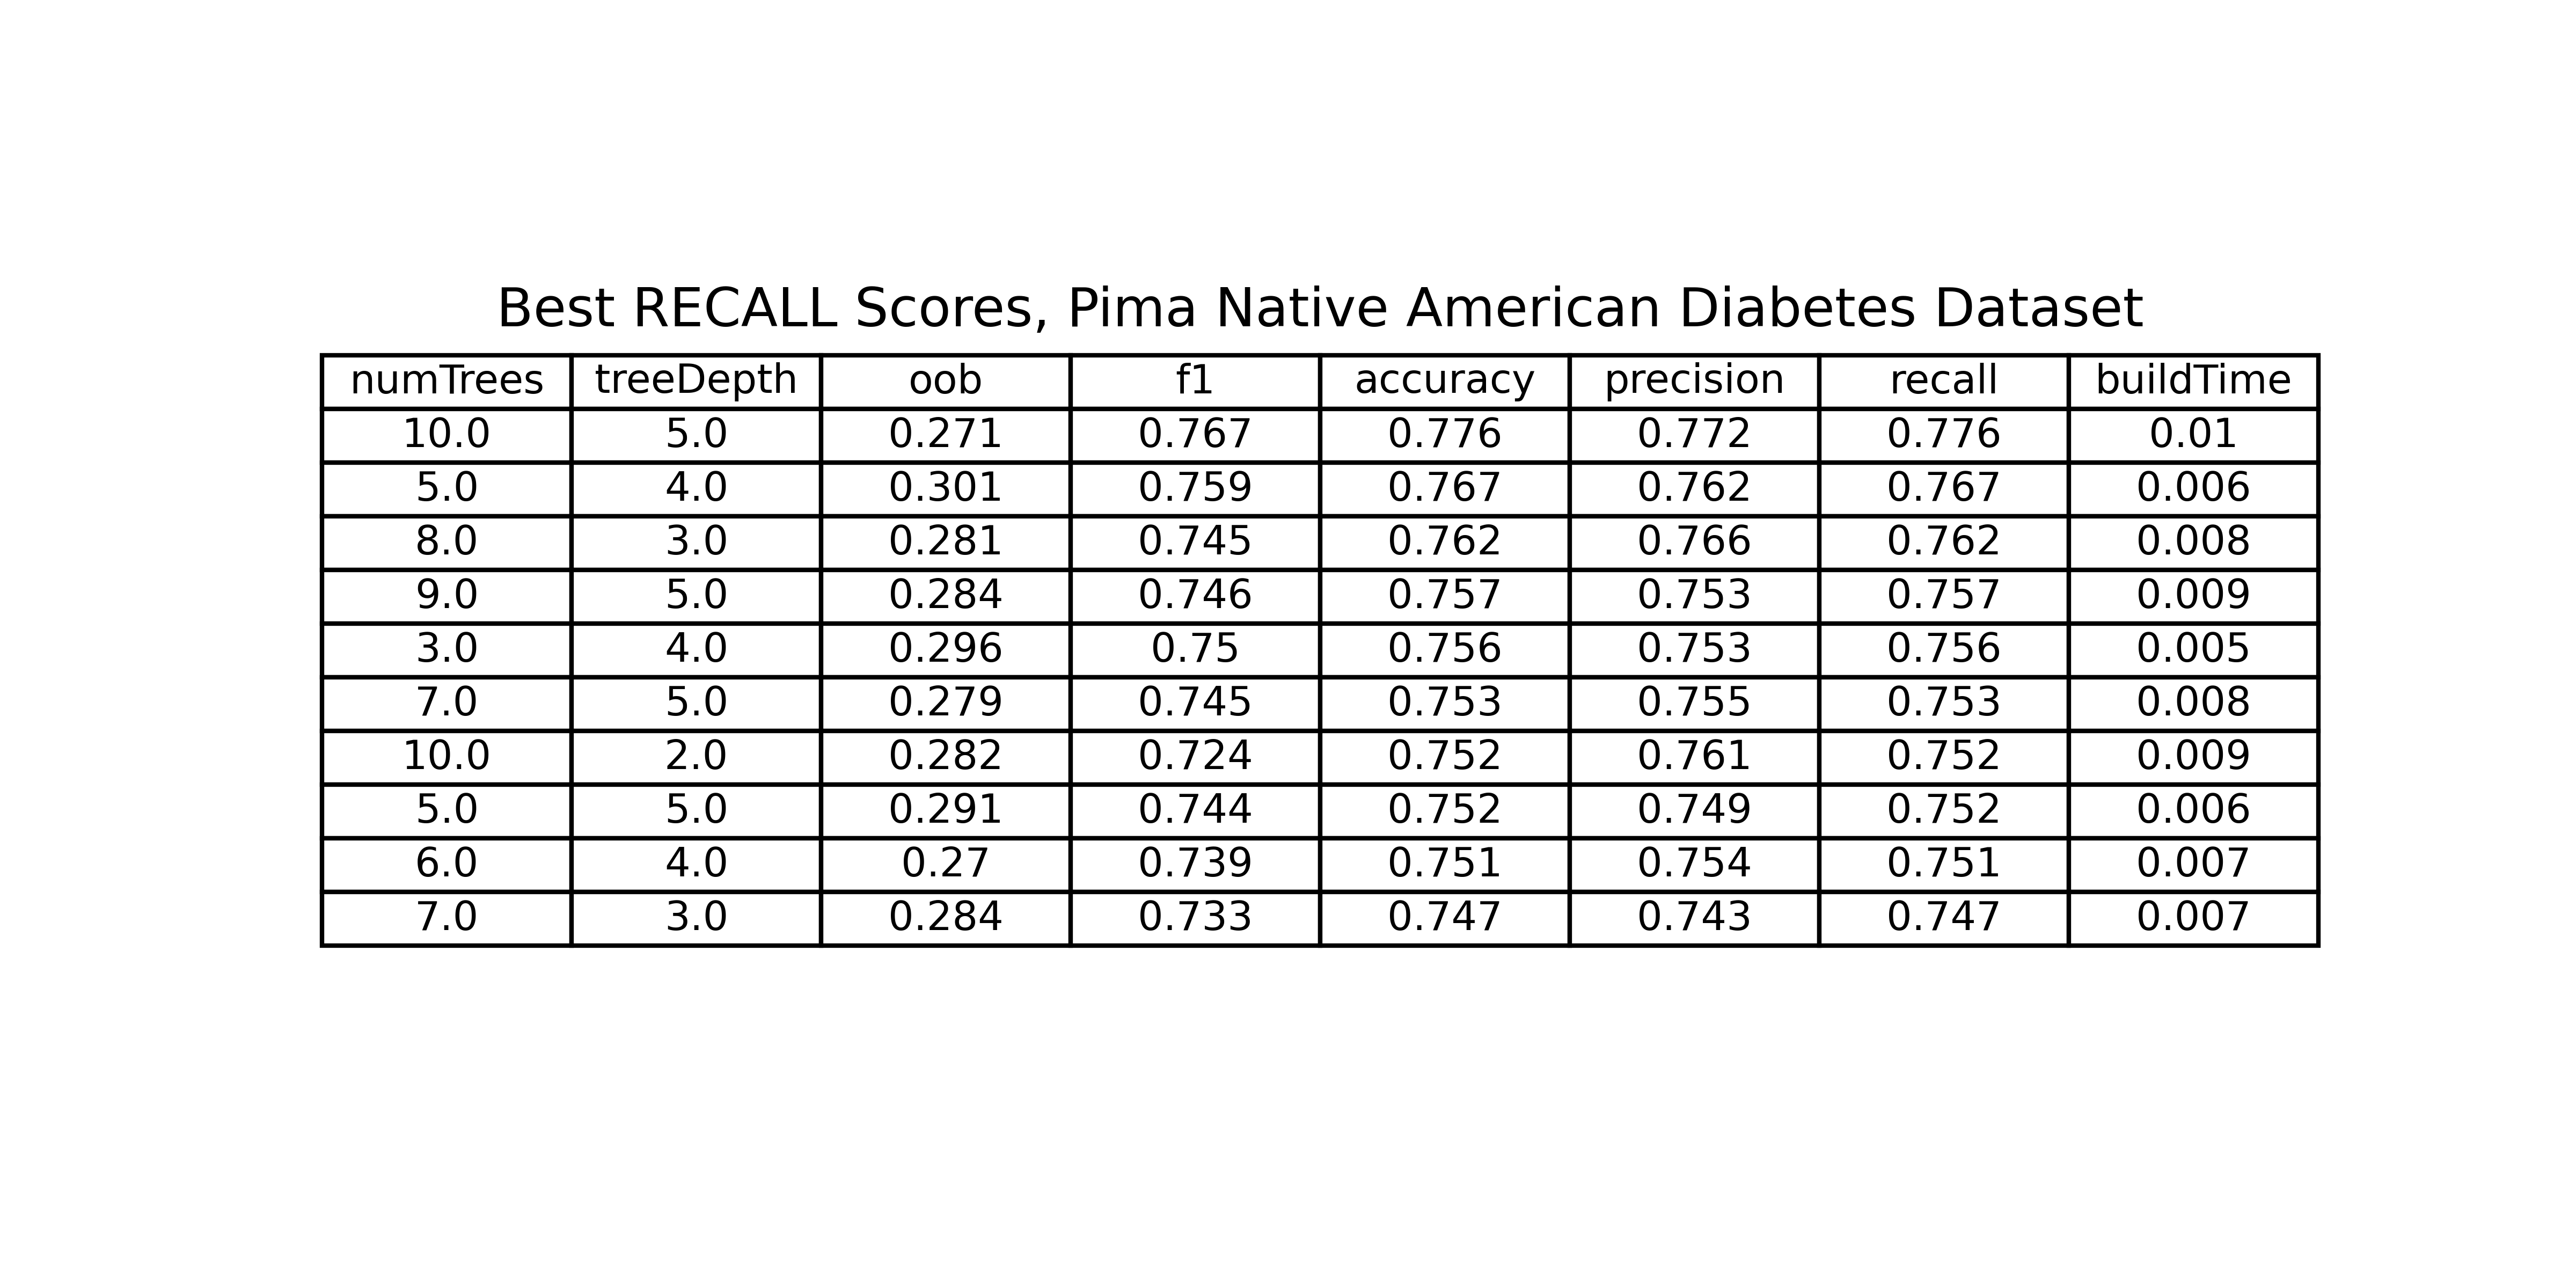 Best RECALL Scores, Pima Native American Diabetes Dataset
numTrees treeDepth oob f1 accuracy precision recall buildTime
10.0 5.0 0.271 0.767 0.776 0.772 0.776 0.01
5.0 4.0 0.301 0.759 0.767 0.762 0.767 0.006
8.0 3.0 0.281 0.745 0.762 0.766 0.762 0.008
9.0 5.0 0.284 0.746 0.757 0.753 0.757 0.009
3.0 4.0 0.296 0.75 0.756 0.753 0.756 0.005
7.0 5.0 0.279 0.745 0.753 0.755 0.753 0.008
10.0 2.0 0.282 0.724 0.752 0.761 0.752 0.009
5.0 5.0 0.291 0.744 0.752 0.749 0.752 0.006
6.0 4.0 0.27 0.739 0.751 0.754 0.751 0.007
7.0 3.0 0.284 0.733 0.747 0.743 0.747 0.007